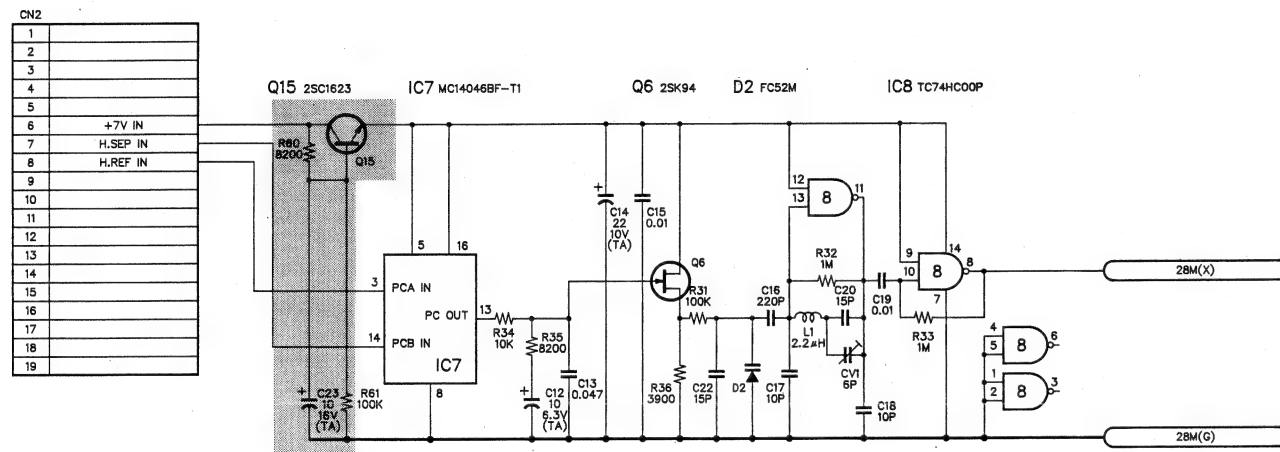 CN2
1
2
3
4
5
6 +7V IN
7 H.SEP IN
8 H.REF IN
9
10
11
12
13
14
15
16
17
18
19
Q15 2SC1623
IC7 MC14046BF-T1
Q6 2SK94
D2 FC52M
IC8 TC74HC00P
R60
8200
Q15
C23
10
16V
(TA)
R61
100K
5
16
3
PCA IN
PC OUT
13
14
PCB IN
IC7
8
R34
10K
R35
8200
+
C12
10
6.3V
(TA)
C13
0.047
+
C14
22
10V
(TA)
C15
0.01
Q6
R31
100K
R36
3900
C22
15P
D2
C16
220P
C17
10P
12
13
8
11
R32
1M
L1
2.2μH
C20
15P
CV1
6P
C18
10P
C19
0.01
9
10
8
14
8
7
R33
1M
4
5
8
6
1
2
8
3
28M(X)
28M(G)